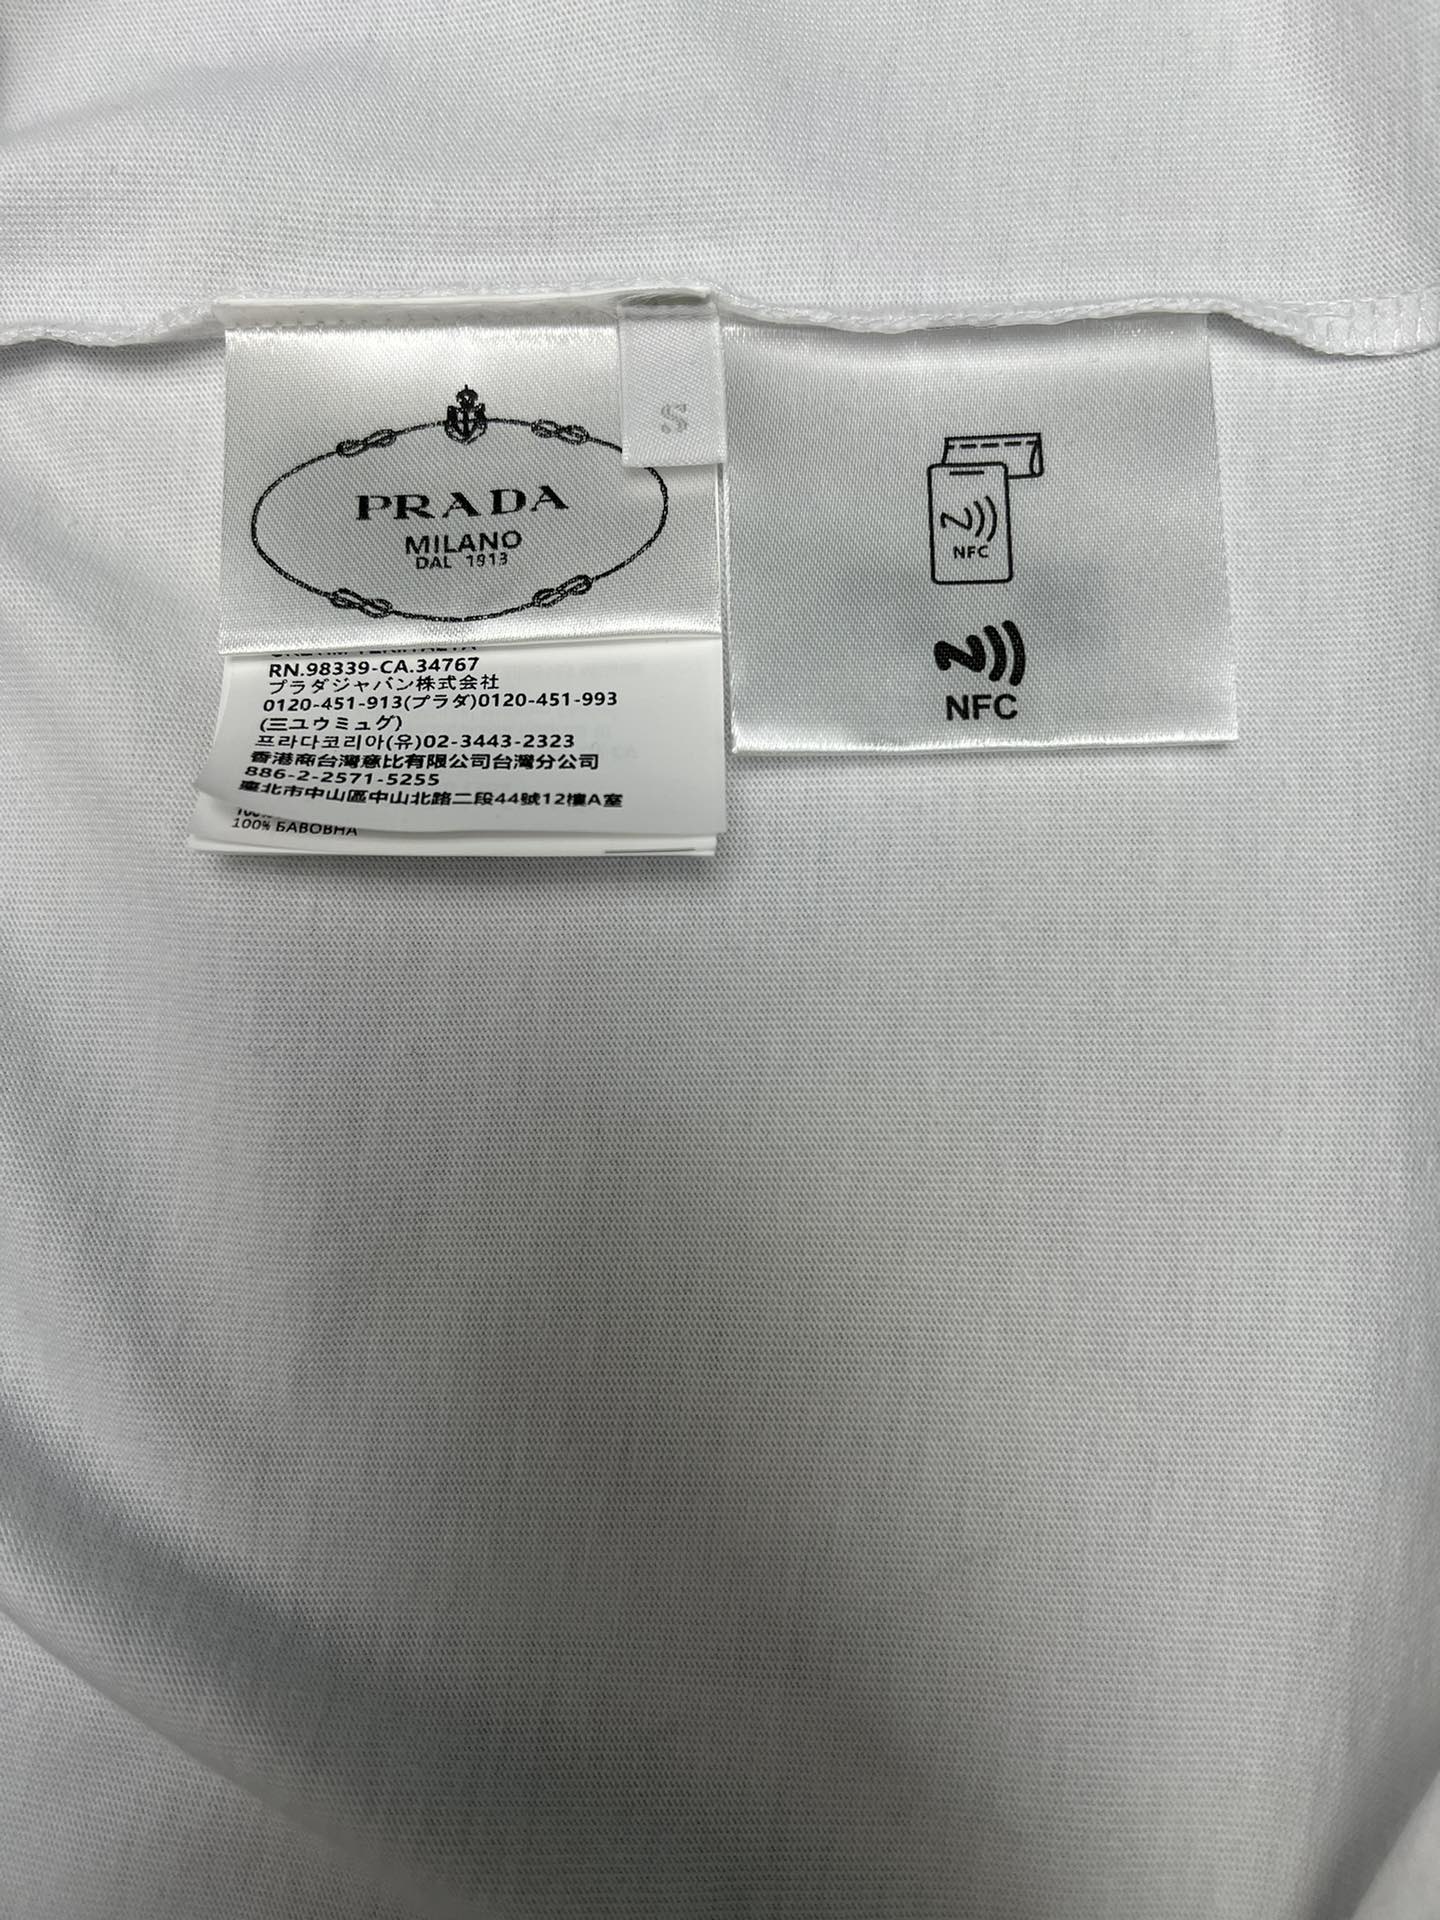 PRADA
MILANO
DAL 1913
S
RN.98339-CA.34767
プラダジャパン株式会社
0120-451-913(プラダ)0120-451-993
(三ユウミュグ)
프라다코리아(유)02-3443-2323
香港商台灣意比有限公司台灣分公司
886-2-2571-5255
臺北市中山區中山北路二段44號12樓A室
100% БАВОВНА
NFC
NFC